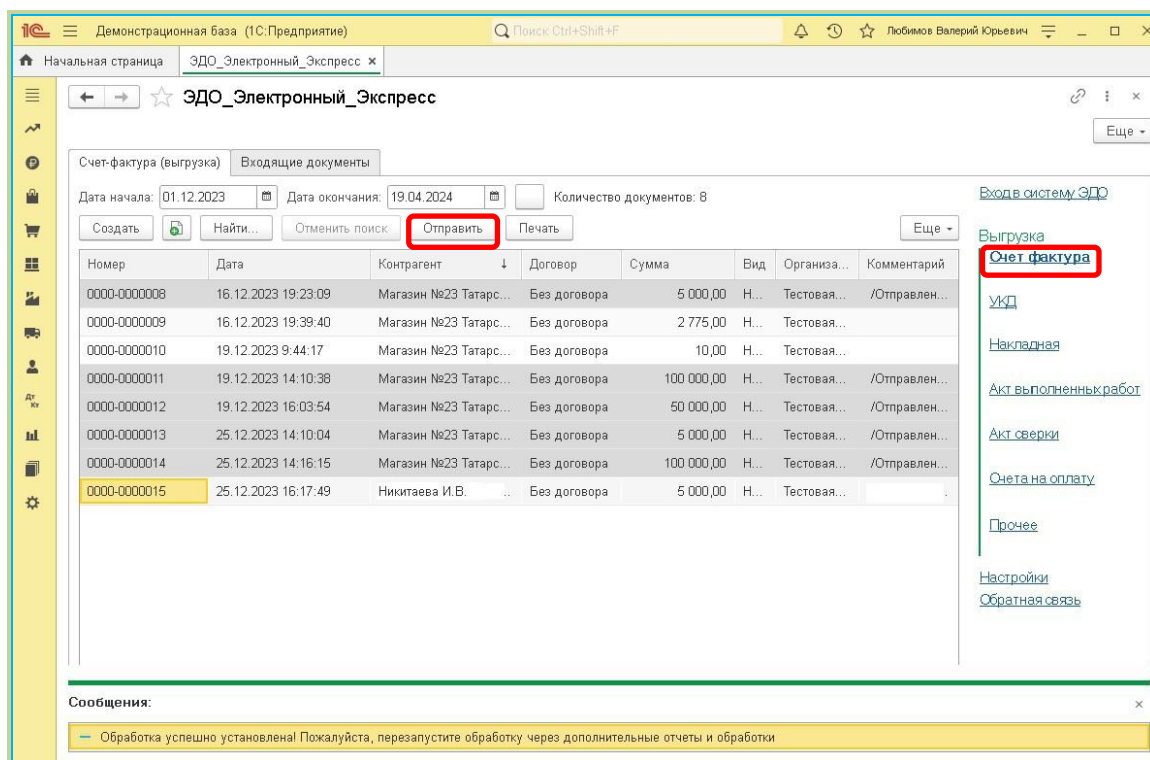 1С Демонстрационная база (1С:Предприятие) Поиск Ctrl+Shift+F Любимов Валерий Юрьевич
Начальная страница ЭДО_Электронный_Экспресс ×
ЭДО_Электронный_Экспресс
Еще
Счет-фактура (выгрузка) Входящие документы
Дата начала: 01.12.2023 Дата окончания: 19.04.2024 Количество документов: 8
Создать Найти... Отменить поиск Отправить Печать Еще
Номер Дата Контрагент ↓ Договор Сумма Вид Организа... Комментарий
0000-0000008 16.12.2023 19:23:09 Магазин №23 Татарс... Без договора 5 000,00 Н... Тестовая... /Отправлен...
0000-0000009 16.12.2023 19:39:40 Магазин №23 Татарс... Без договора 2 775,00 Н... Тестовая...
0000-0000010 19.12.2023 9:44:17 Магазин №23 Татарс... Без договора 10,00 Н... Тестовая...
0000-0000011 19.12.2023 14:10:38 Магазин №23 Татарс... Без договора 100 000,00 Н... Тестовая... /Отправлен...
0000-0000012 19.12.2023 16:03:54 Магазин №23 Татарс... Без договора 50 000,00 Н... Тестовая... /Отправлен...
0000-0000013 25.12.2023 14:10:04 Магазин №23 Татарс... Без договора 5 000,00 Н... Тестовая... /Отправлен...
0000-0000014 25.12.2023 14:16:15 Магазин №23 Татарс... Без договора 100 000,00 Н... Тестовая... /Отправлен...
0000-0000015 25.12.2023 16:17:49 Никитаева И.В. .. Без договора 5 000,00 Н... Тестовая... .
Вход в систему ЭДО
Выгрузка
Счет фактура
УКД
Накладная
Акт выполненных работ
Акт сверки
Счета на оплату
Прочее
Настройки
Обратная связь
Дт
Кт
Сообщения:
Обработка успешно установлена! Пожалуйста, перезапустите обработку через дополнительные отчеты и обработки